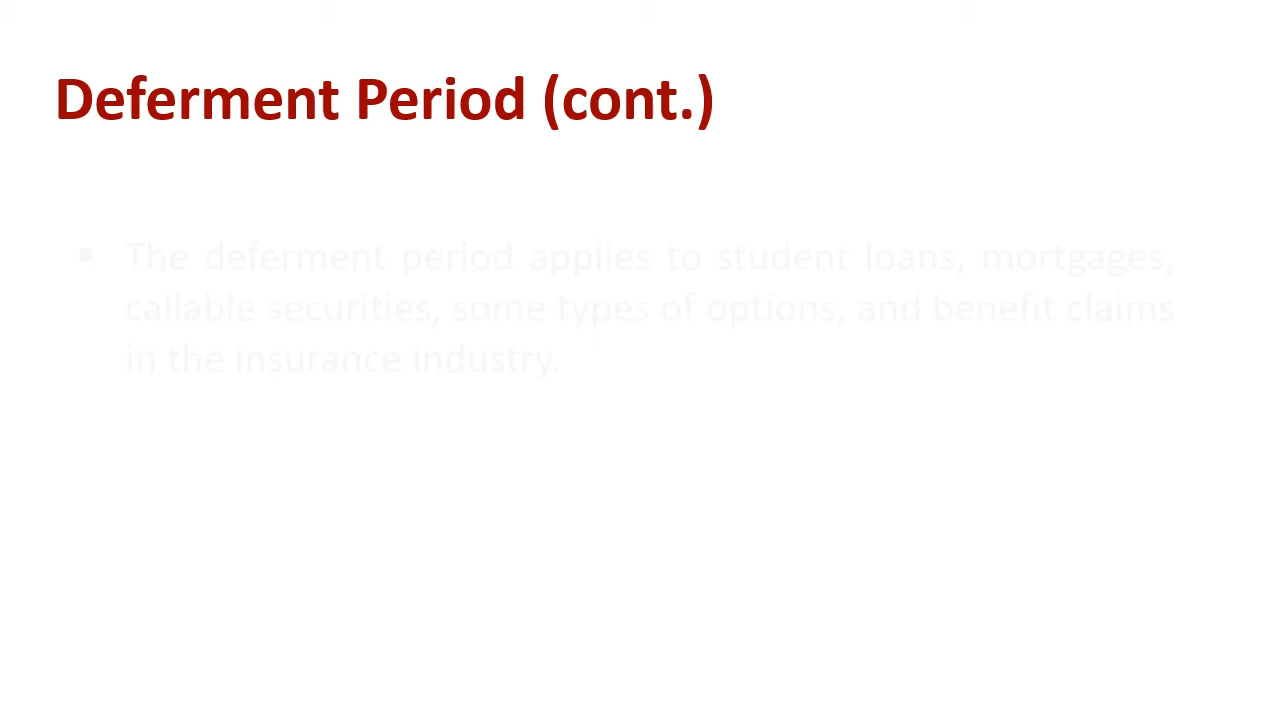 Deferment Period (cont.)
▪ The deferment period applies to student loans, mortgages,
callable securities, some types of options, and benefit claims
in the insurance industry.